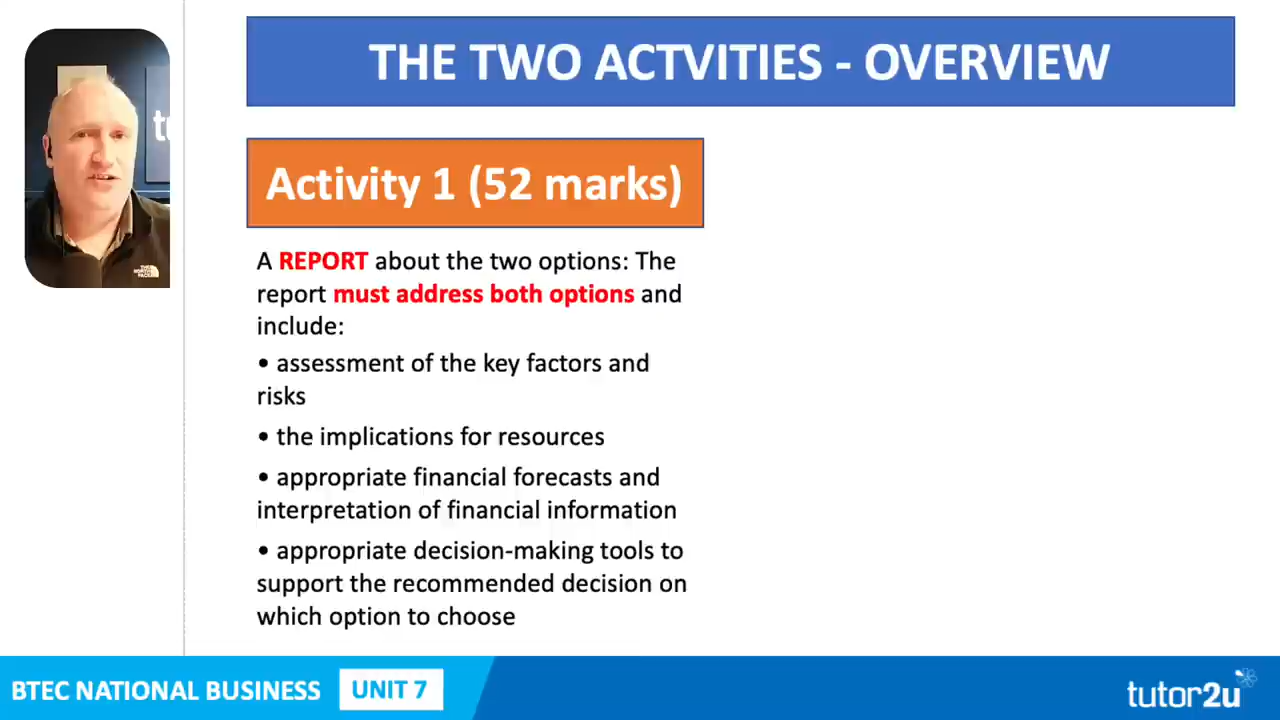 THE TWO ACTVITIES - OVERVIEW
Activity 1 (52 marks)
A REPORT about the two options: The
report must address both options and
include:
• assessment of the key factors and
risks
• the implications for resources
• appropriate financial forecasts and
interpretation of financial information
• appropriate decision-making tools to
support the recommended decision on
which option to choose
BTEC NATIONAL BUSINESS UNIT 7
tutor2u